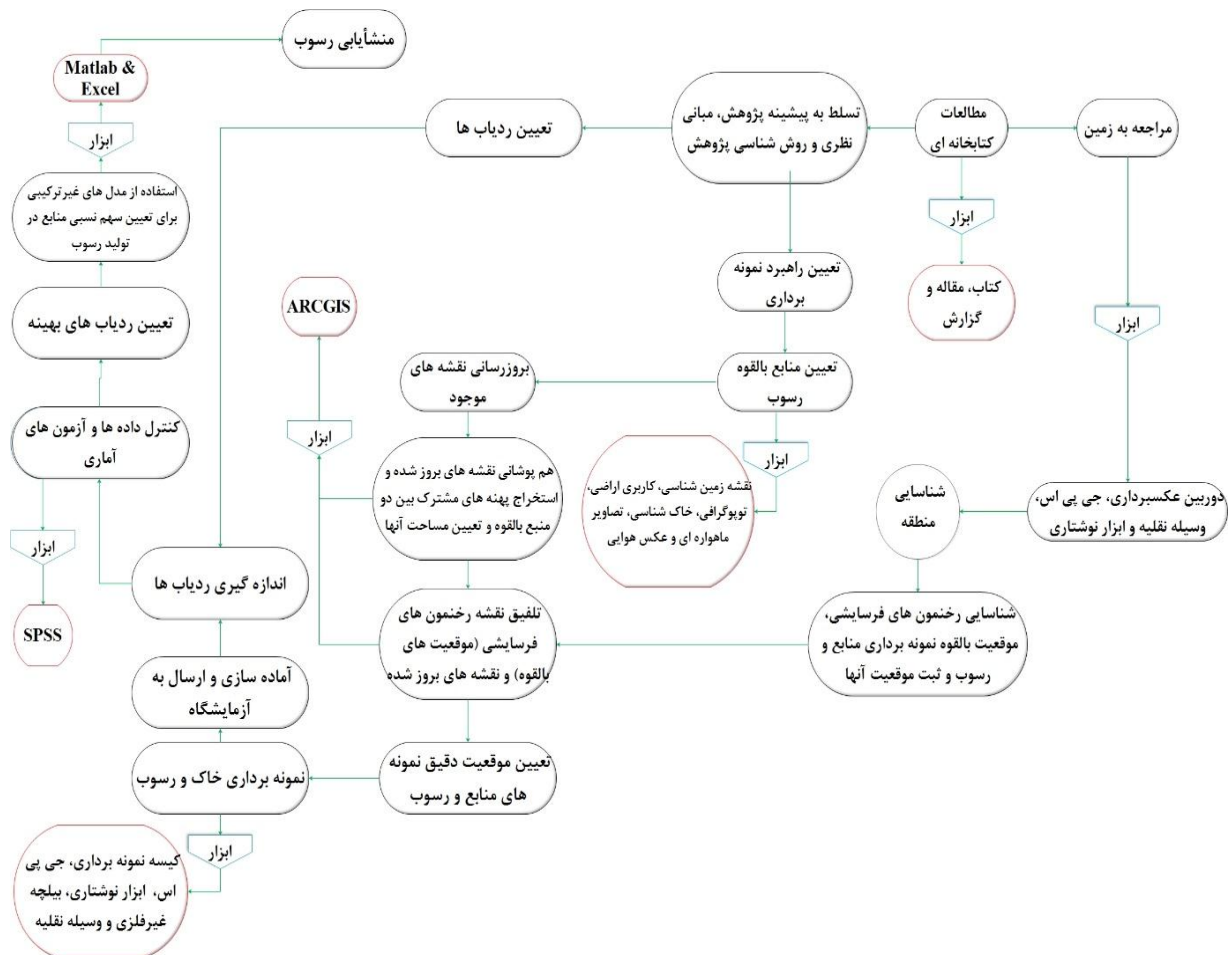 منشأیابی رسوب
Matlab &
Excel
ابزار
استفاده از مدل های غیرترکیبی
برای تعیین سهم نسبی منابع در
تولید رسوب
تعیین ردیاب های بهینه
کنترل داده ها و آزمون های
آماری
ابزار
SPSS
مراجعه به زمین
مطالعات
کتابخانه ای
تسلط به پیشینه پژوهش، مبانی
نظری و روش شناسی پژوهش
تعیین ردیاب ها
ابزار
کتاب، مقاله و
گزارش
ابزار
دوربین عکسبرداری، جی پی اس،
وسیله نقلیه و ابزار نوشتاری
شناسایی
منطقه
شناسایی رخنمون های فرسایشی،
موقعیت بالقوه نمونه برداری منابع و
رسوب و ثبت موقعیت آنها
تعیین راهبرد نمونه
برداری
تعیین منابع بالقوه
رسوب
ابزار
نقشه زمین شناسی، کاربری اراضی،
توپوگرافی، خاک شناسی، تصاویر
ماهواره ای و عکس هوایی
بروزرسانی نقشه های
موجود
هم پوشانی نقشه های بروز شده و
استخراج پهنه های مشترک بین دو
منبع بالقوه و تعیین مساحت آنها
ARCGIS
ابزار
تلفیق نقشه رخنمون های
فرسایشی (موقعیت های
بالقوه) و نقشه های بروز شده
تعیین موقعیت دقیق نمونه
های منابع و رسوب
اندازه گیری ردیاب ها
آماده سازی و ارسال به
آزمایشگاه
نمونه برداری خاک و رسوب
ابزار
کیسه نمونه برداری، جی پی
اس، ابزار نوشتاری، بیلچه
غیرفلزی و وسیله نقلیه